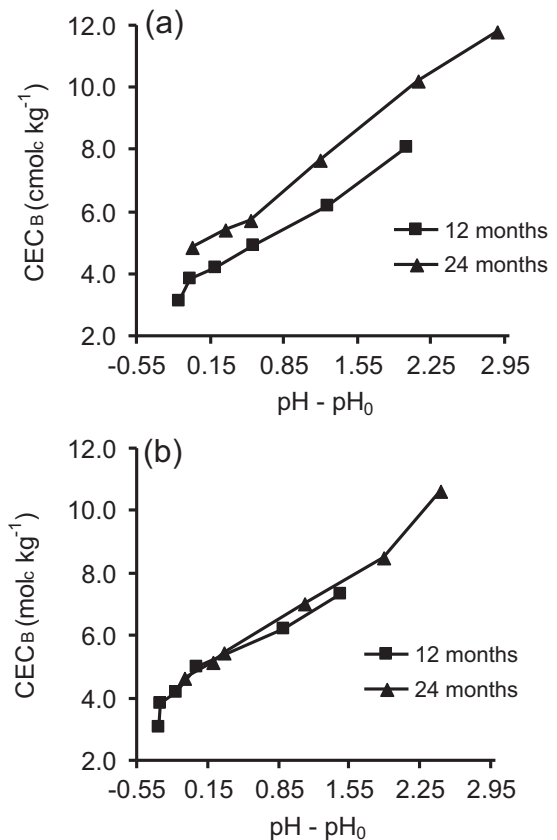 (a)
12.0
10.0
8.0
6.0
4.0
2.0
CECB (cmolc kg-1)
12 months
24 months
-0.55 0.15 0.85 1.55 2.25 2.95
pH - pH0
(b)
12.0
10.0
8.0
6.0
4.0
2.0
CECB (molc kg-1)
12 months
24 months
-0.55 0.15 0.85 1.55 2.25 2.95
pH - pH0